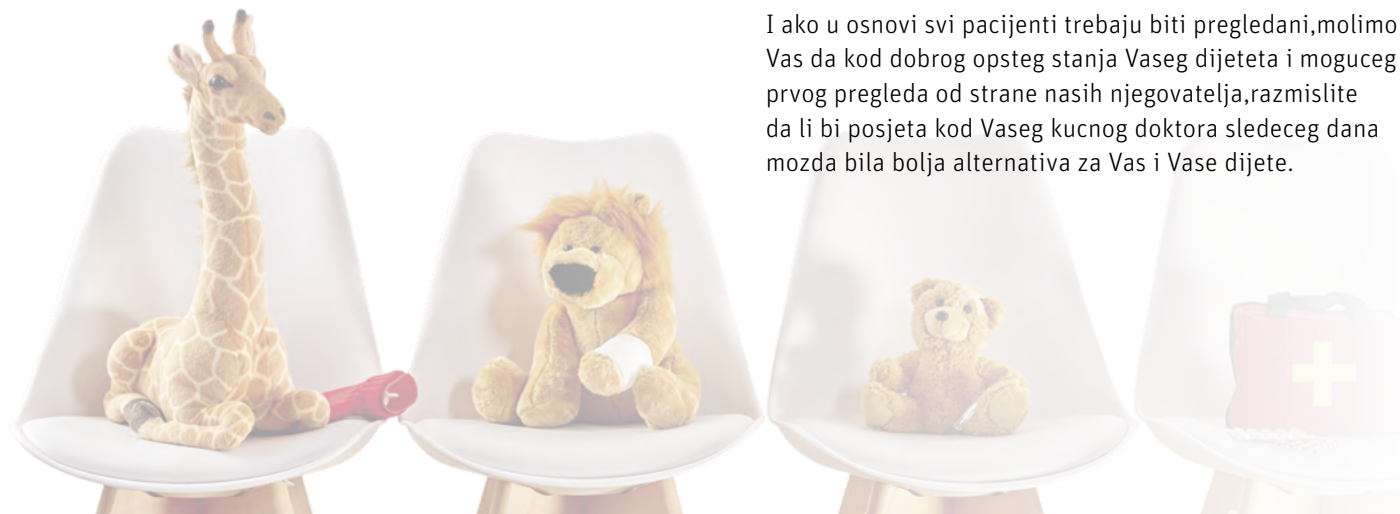 I ako u osnovi svi pacijenti trebaju biti pregledani,molimo
Vas da kod dobrog opsteg stanja Vaseg dijeteta i moguceg
prvog pregleda od strane nasih njegovatelja,razmislite
da li bi posjeta kod Vaseg kucnog doktora sledeceg dana
mozda bila bolja alternativa za Vas i Vase dijete.